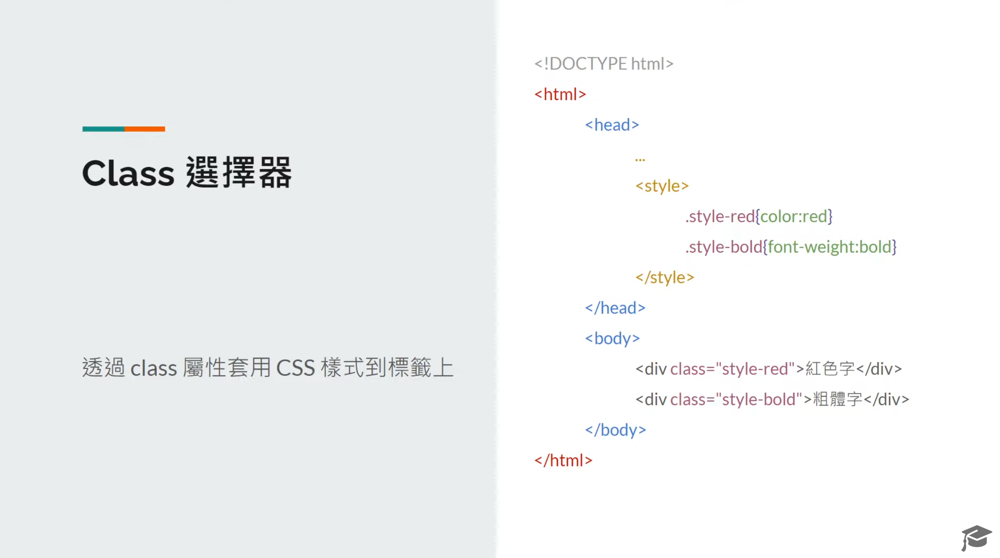 Class 選擇器
透過 class 屬性套用 CSS 樣式到標籤上
<!DOCTYPE html>
<html>
<head>
...
<style>
.style-red{color:red}
.style-bold{font-weight:bold}
</style>
</head>
<body>
<div class="style-red">紅色字</div>
<div class="style-bold">粗體字</div>
</body>
</html>